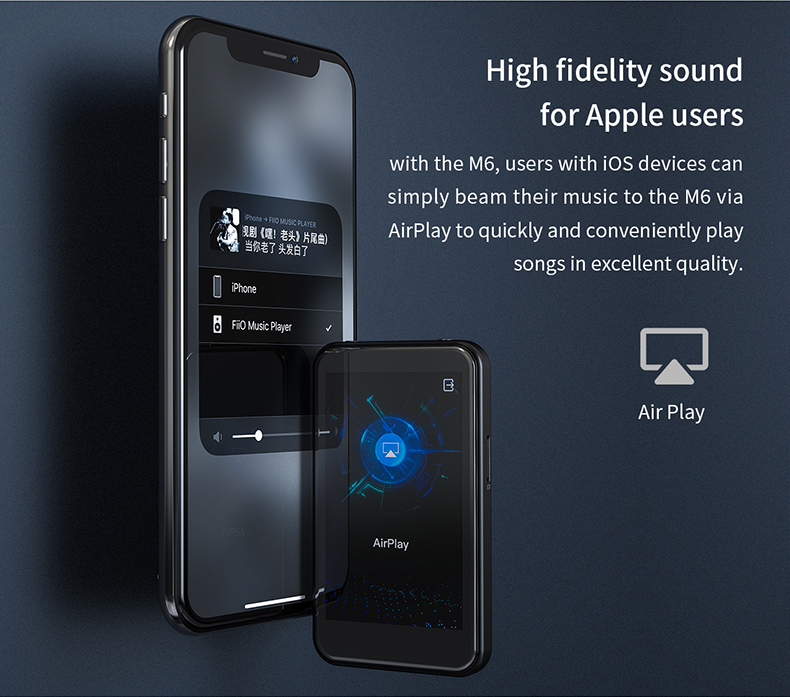 High fidelity sound
for Apple users
with the M6, users with iOS devices can
simply beam their music to the M6 via
AirPlay to quickly and conveniently play
songs in excellent quality.
Air Play
iPhone → FiiO MUSIC PLAYER
视剧《嘿！老头》片尾曲)
当你老了 头发白了
iPhone
FiiO Music Player
AirPlay